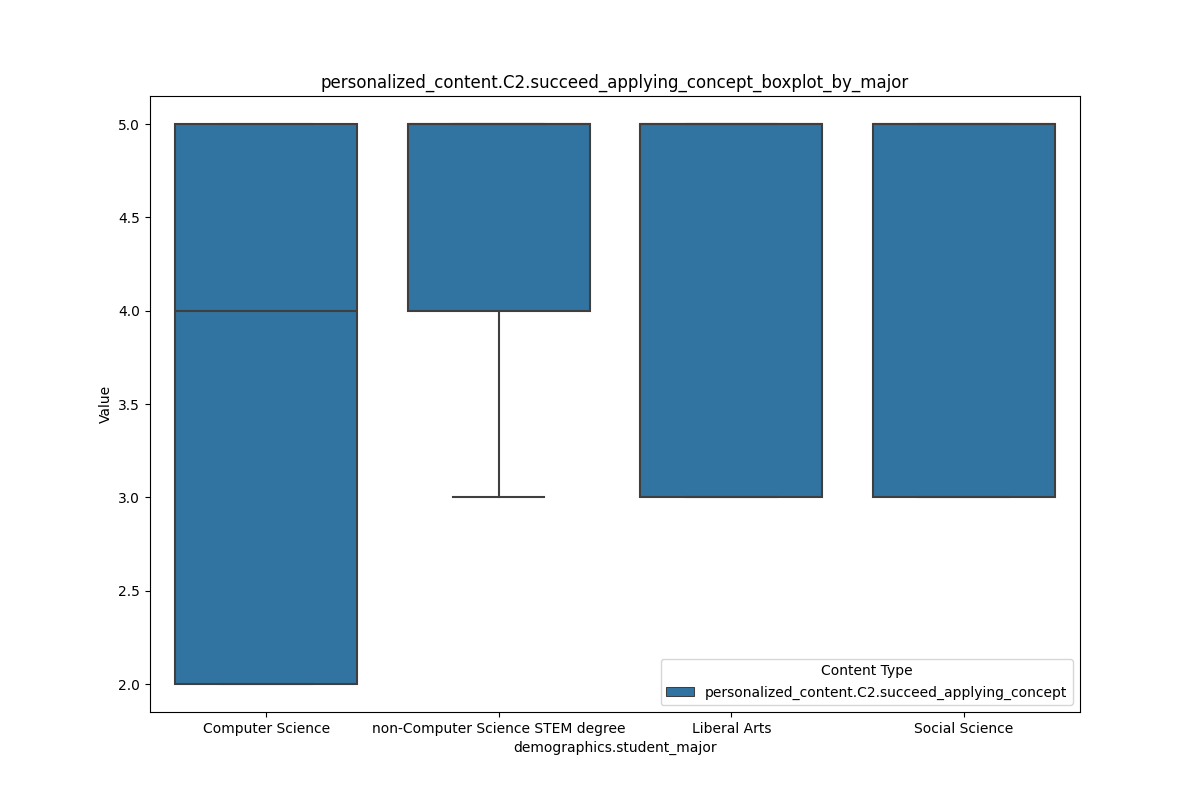 personalized_content.C2.succeed_applying_concept_boxplot_by_major
5.0
4.5
4.0
3.5
3.0
2.5
2.0
Value
Content Type
personalized_content.C2.succeed_applying_concept
Computer Science
non-Computer Science STEM degree
Liberal Arts
Social Science
demographics.student_major